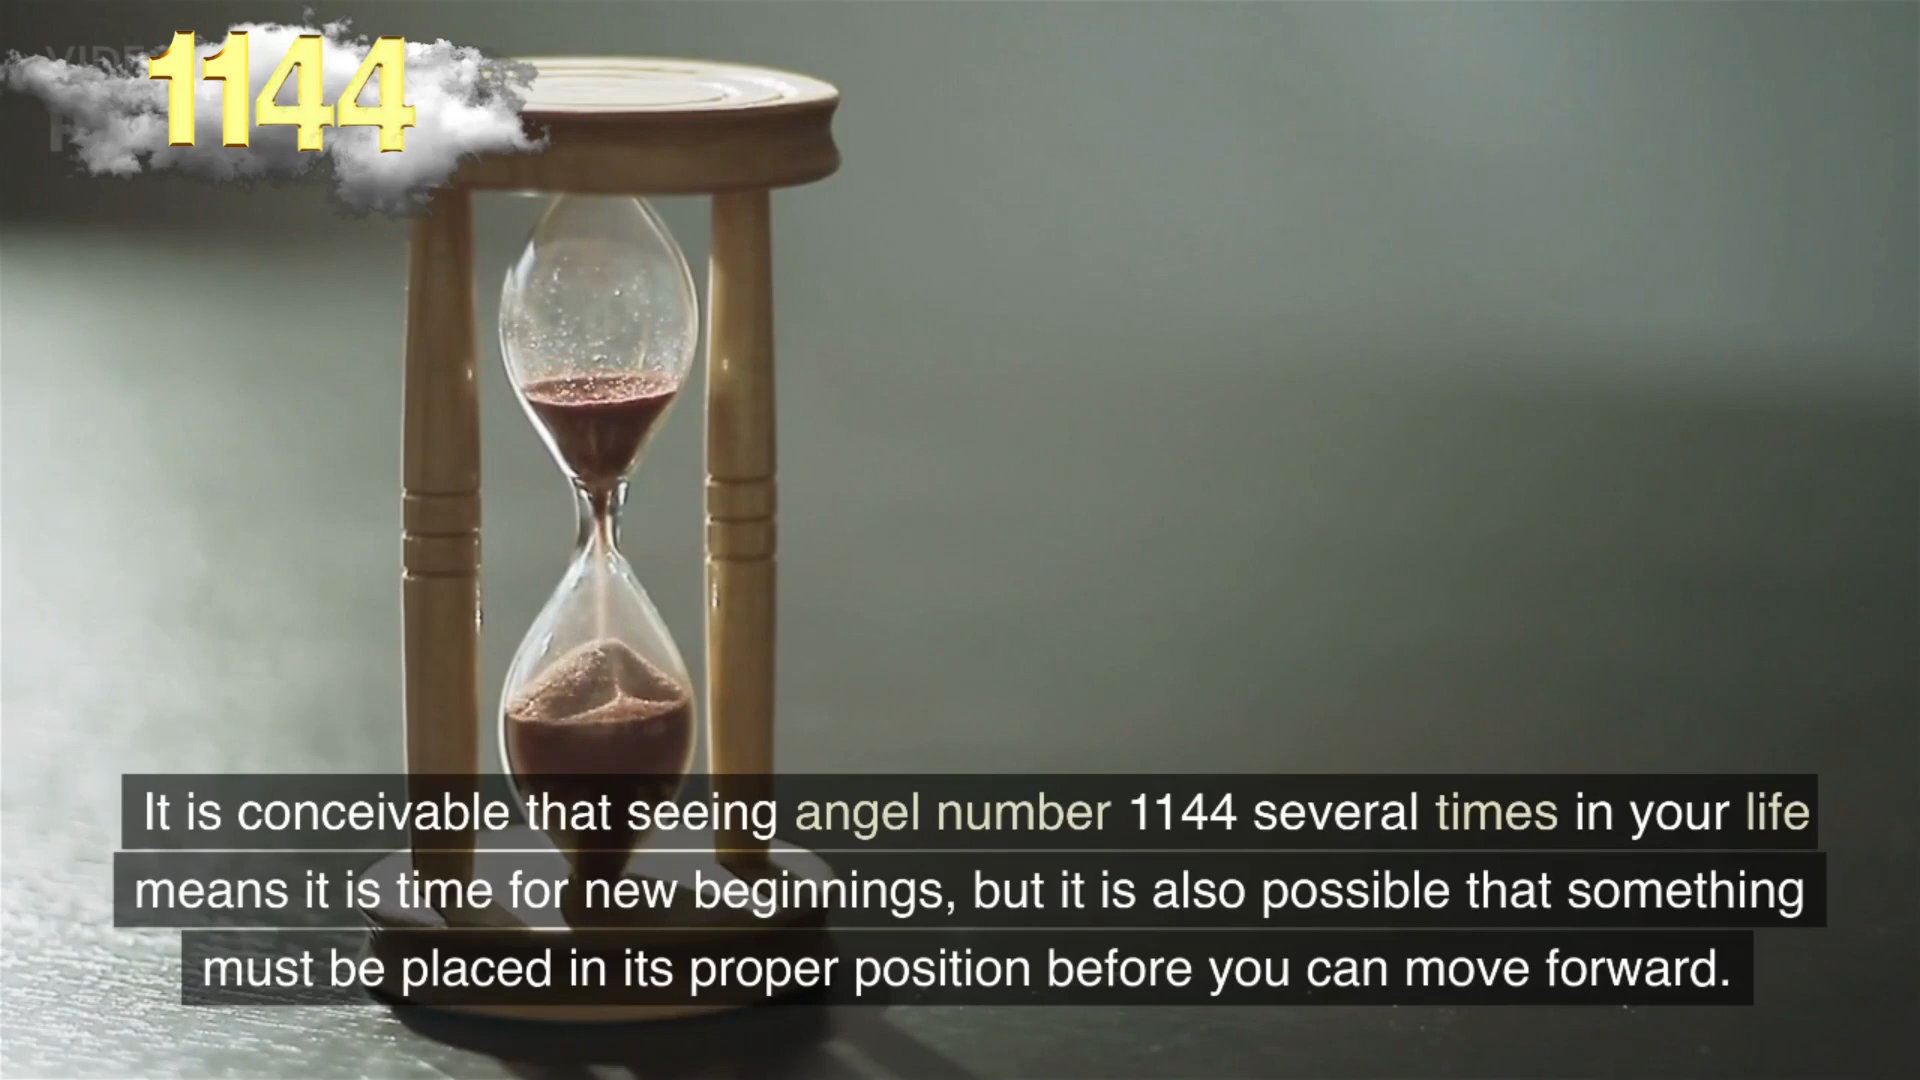 1144
It is conceivable that seeing angel number 1144 several times in your life
means it is time for new beginnings, but it is also possible that something
must be placed in its proper position before you can move forward.